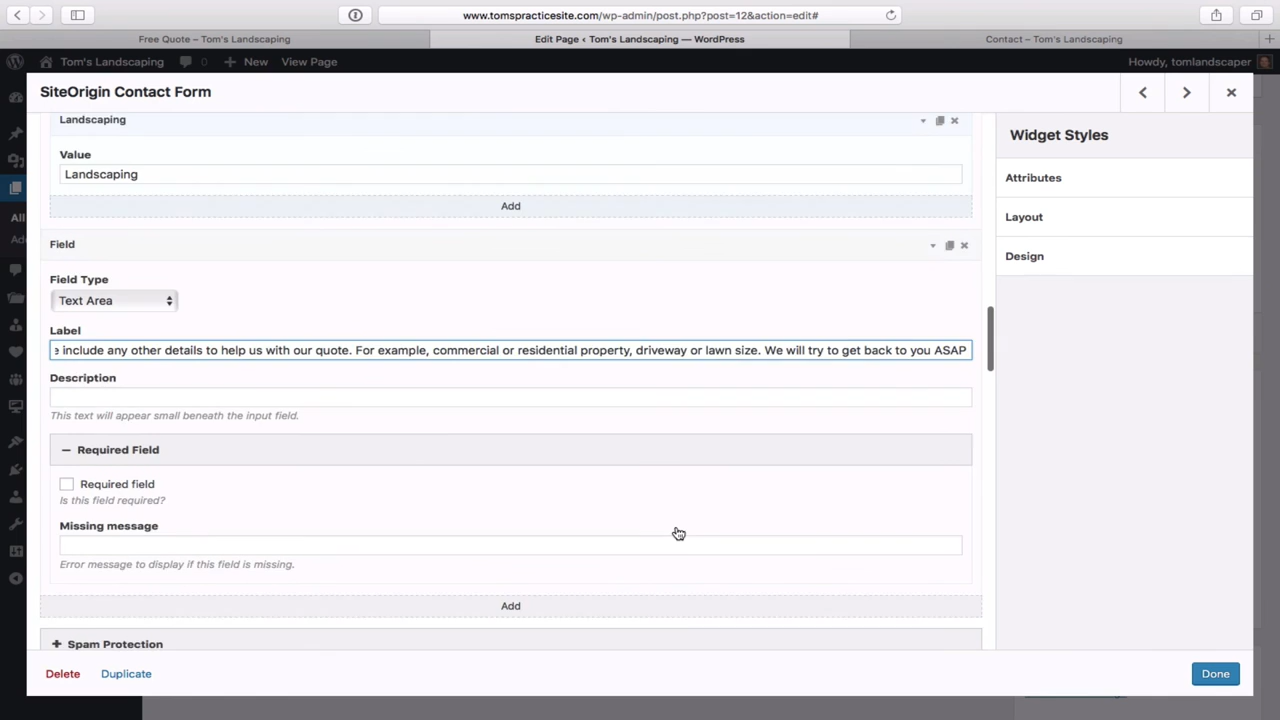 www.tomspracticesite.com/wp-admin/post.php?post=12&action=edit#
Free Quote – Tom's Landscaping
Edit Page ‹ Tom's Landscaping — WordPress
Contact – Tom's Landscaping
Tom's Landscaping
0
New
View Page
Howdy, tomlandscaper
SiteOrigin Contact Form
Landscaping
Value
Landscaping
Add
Field
Field Type
Text Area
Label
e include any other details to help us with our quote. For example, commercial or residential property, driveway or lawn size. We will try to get back to you ASAP
Description
This text will appear small beneath the input field.
Required Field
Required field
Is this field required?
Missing message
Error message to display if this field is missing.
Add
Spam Protection
Delete
Duplicate
Done
Widget Styles
Attributes
Layout
Design
All
Add